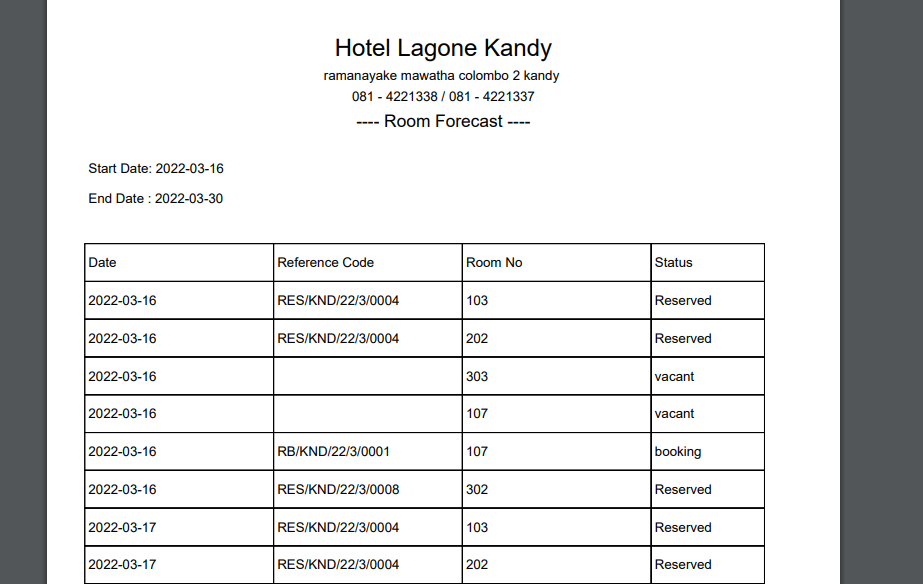 Hotel Lagone Kandy
ramanayake mawatha colombo 2 kandy
081 - 4221338 / 081 - 4221337
---- Room Forecast ----
Start Date: 2022-03-16
End Date : 2022-03-30
Date Reference Code Room No Status
2022-03-16 RES/KND/22/3/0004 103 Reserved
2022-03-16 RES/KND/22/3/0004 202 Reserved
2022-03-16 303 vacant
2022-03-16 107 vacant
2022-03-16 RB/KND/22/3/0001 107 booking
2022-03-16 RES/KND/22/3/0008 302 Reserved
2022-03-17 RES/KND/22/3/0004 103 Reserved
2022-03-17 RES/KND/22/3/0004 202 Reserved